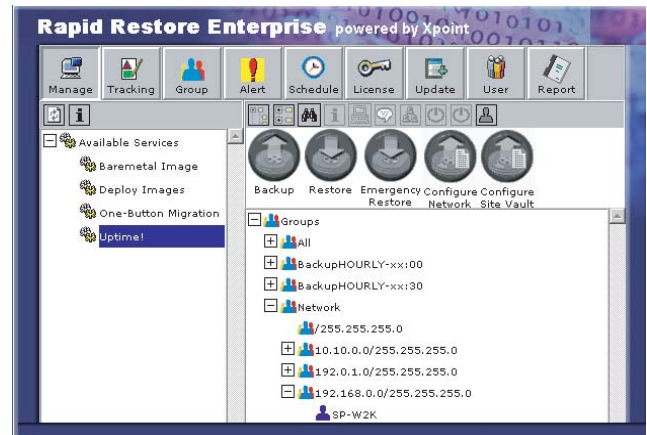 Rapid Restore Enterprise powered by Xpoint
Manage Tracking Group Alert Schedule License Update User Report
Available Services
Baremetal Image
Deploy Images
One-Button Migration
Uptime!
Backup Restore Emergency Restore Configure Network Configure Site Vault
Groups
All
BackupHOURLY-xx:00
BackupHOURLY-xx:30
Network
/255.255.255.0
10.10.0.0/255.255.255.0
192.0.1.0/255.255.255.0
192.168.0.0/255.255.255.0
SP-W2K